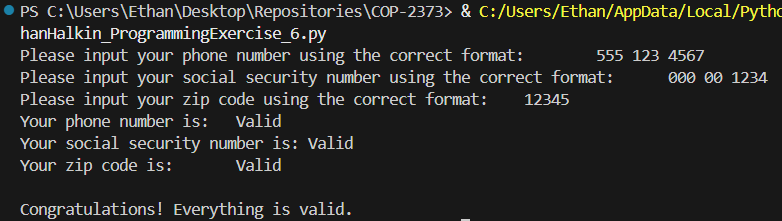 PS C:\Users\Ethan\Desktop\Repositories\COP-2373> & C:/Users/Ethan/AppData/Local/Pytho
hanHalkin_ProgrammingExercise_6.py
Please input your phone number using the correct format:        555 123 4567
Please input your social security number using the correct format:      000 00 1234
Please input your zip code using the correct format:    12345
Your phone number is:   Valid
Your social security number is: Valid
Your zip code is:       Valid

Congratulations! Everything is valid.